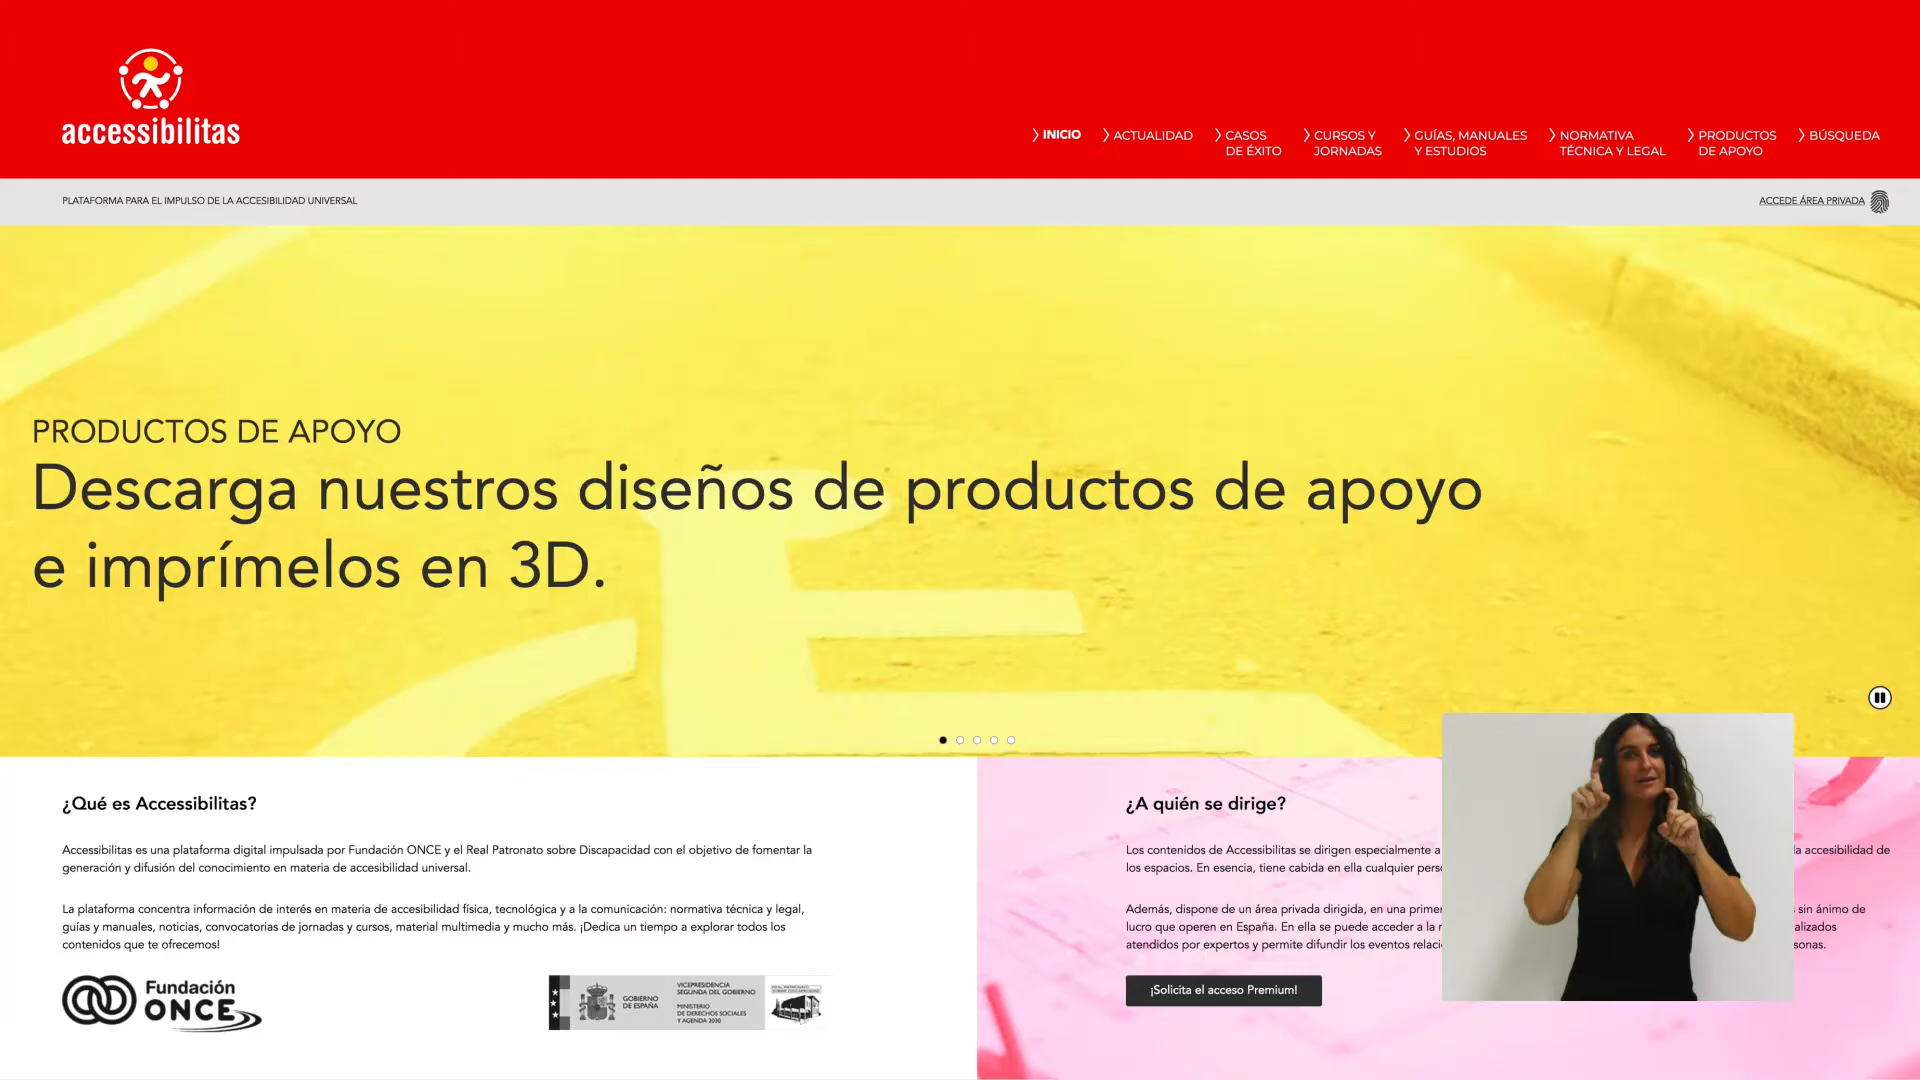 accessibilitas
INICIO
ACTUALIDAD
CASOS
DE ÉXITO
CURSOS Y
JORNADAS
GUÍAS, MANUALES
Y ESTUDIOS
NORMATIVA
TÉCNICA Y LEGAL
PRODUCTOS
DE APOYO
BÚSQUEDA
PLATAFORMA PARA EL IMPULSO DE LA ACCESIBILIDAD UNIVERSAL
ACCEDE ÁREA PRIVADA
PRODUCTOS DE APOYO
Descarga nuestros diseños de productos de apoyo
e imprímelos en 3D.
¿Qué es Accessibilitas?
Accessibilitas es una plataforma digital impulsada por Fundación ONCE y el Real Patronato sobre Discapacidad con el objetivo de fomentar la
generación y difusión del conocimiento en materia de accesibilidad universal.
La plataforma concentra información de interés en materia de accesibilidad física, tecnológica y a la comunicación: normativa técnica y legal,
guías y manuales, noticias, convocatorias de jornadas y cursos, material multimedia y mucho más. ¡Dedica un tiempo a explorar todos los
contenidos que te ofrecemos!
Fundación
ONCE
GOBIERNO
DE ESPAÑA
VICEPRESIDENCIA
SEGUNDA DEL GOBIERNO
MINISTERIO
DE DERECHOS SOCIALES
Y AGENDA 2030
REAL PATRONATO
SOBRE DISCAPACIDAD
¿A quién se dirige?
Los contenidos de Accessibilitas se dirigen especialmente a la accesibilidad de
los espacios. En esencia, tiene cabida en ella cualquier
Además, dispone de un área privada dirigida, en una sin ánimo de
lucro que operen en España. En ella se puede acceder a la
atendidos por expertos y permite difundir los eventos
¡Solicita el acceso Premium!